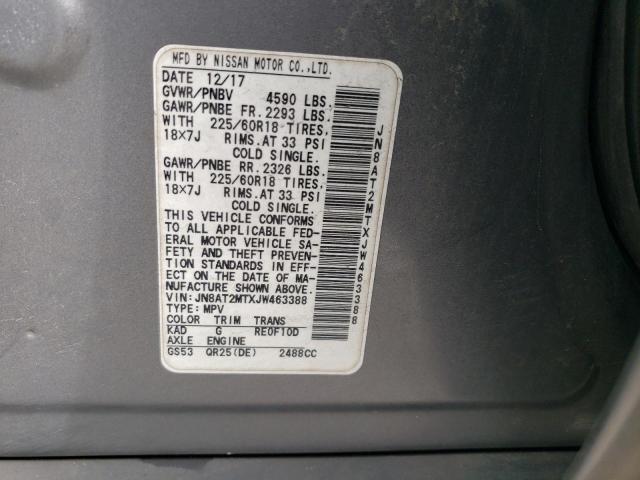 MFD BY NISSAN MOTOR CO.,LTD.
DATE 12/17
GVWR/PNBV 4590 LBS.
GAWR/PNBE FR. 2293 LBS.
WITH 225/60R18 TIRES,
18X7J RIMS.AT 33 PSI
COLD SINGLE.
GAWR/PNBE RR. 2326 LBS.
WITH 225/60R18 TIRES,
18X7J RIMS.AT 33 PSI
COLD SINGLE.
THIS VEHICLE CONFORMS
TO ALL APPLICABLE FED-
ERAL MOTOR VEHICLE SA-
FETY AND THEFT PREVENT-
ION STANDARDS IN EFF-
ECT ON THE DATE OF MA-
NUFACTURE SHOWN ABOVE.
VIN: JN8AT2MTXJW463388
TYPE: MPV
COLOR TRIM TRANS
KAD G RE0F10D
AXLE ENGINE
GS53 QR25(DE) 2488CC
JN8AT2MTXJW463388